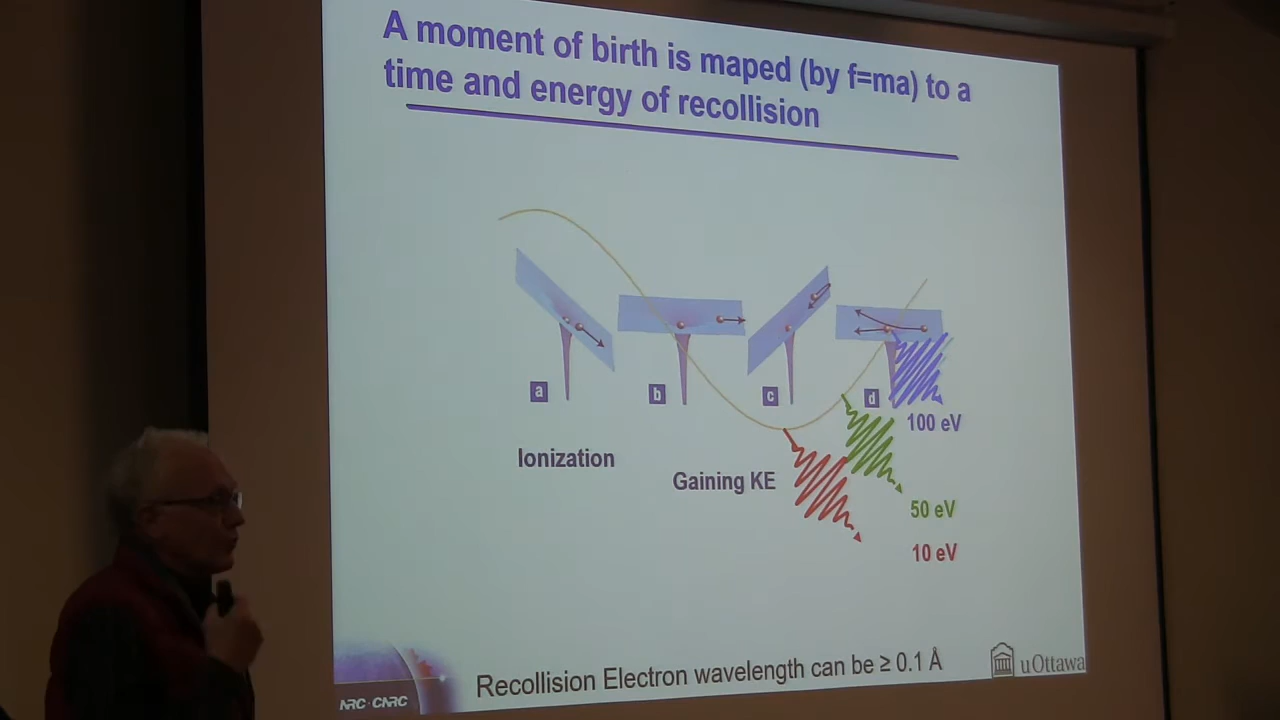 A moment of birth is maped (by f=ma) to a
time and energy of recollision
a
b
c
d
100 eV
Ionization
Gaining KE
50 eV
10 eV
Recollision Electron wavelength can be ≥ 0.1 Å
uOttawa
NRC·CNRC